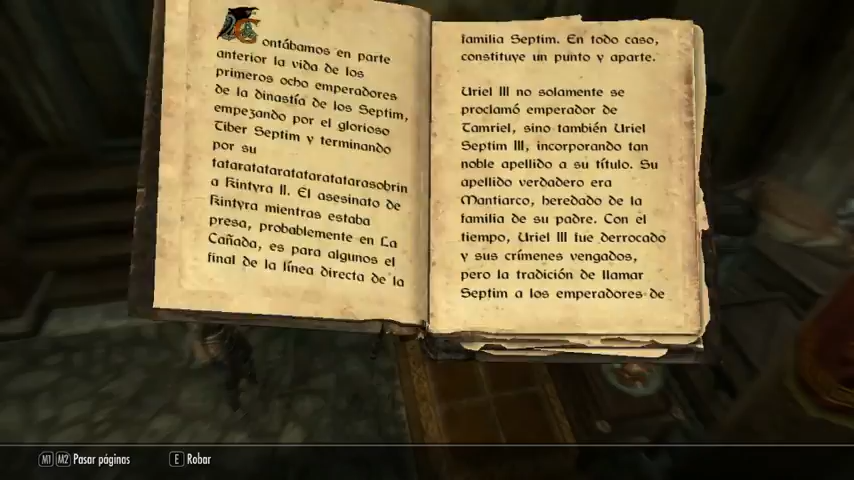 Contábamos en parte
anterior la vida de los
primeros ocho emperadores
de la dinastía de los Septim,
empezando por el glorioso
Tiber Septim y terminando
por su
tataratataratataratatarasobrin
a Kintyra II. El asesinato de
Kintyra mientras estaba
presa, probablemente en La
Cañada, es para algunos el
final de la línea directa de la
familia Septim. En todo caso,
constituye un punto y aparte.
Uriel III no solamente se
proclamó emperador de
Tamriel, sino también Uriel
Septim III, incorporando tan
noble apellido a su título. Su
apellido verdadero era
Mantiarco, heredado de la
familia de su padre. Con el
tiempo, Uriel III fue derrocado
y sus crímenes vengados,
pero la tradición de llamar
Septim a los emperadores de
M1 M2 Pasar páginas
E Robar